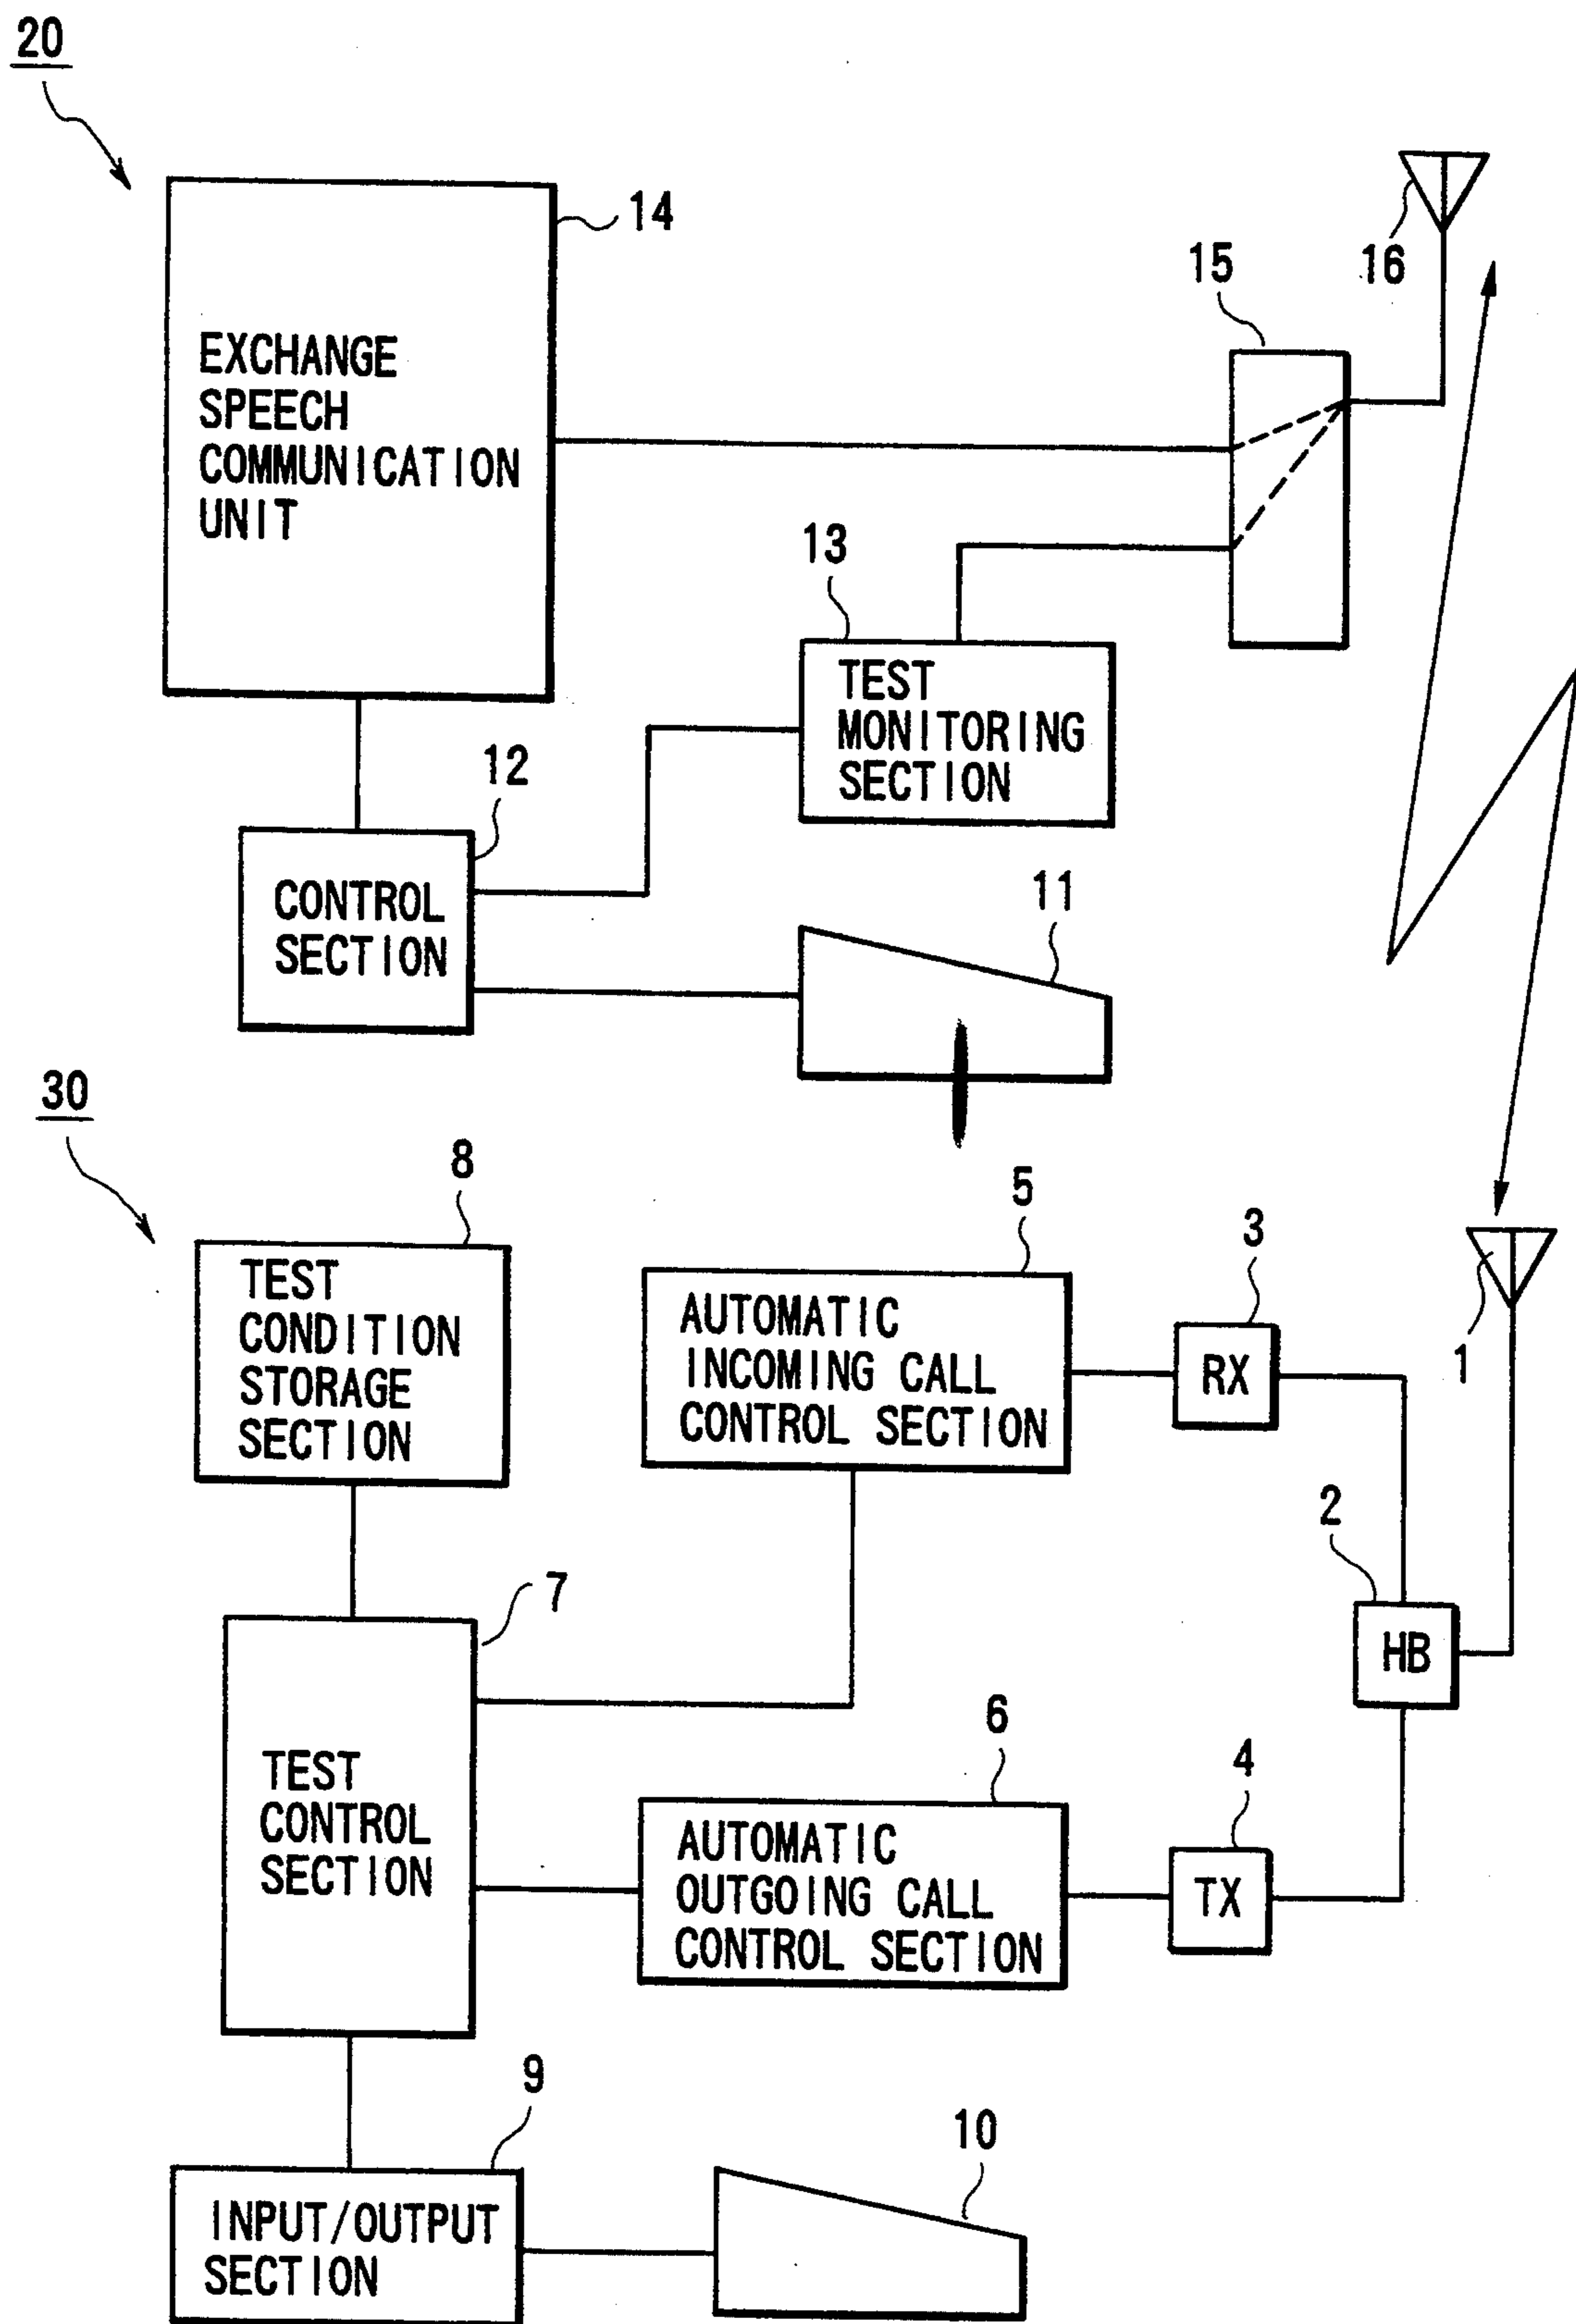 20
14
16
15
EXCHANGE
SPEECH
COMMUNICATION
UNIT
13
TEST
MONITORING
SECTION
12
CONTROL
SECTION
11
30
8
5
3
TEST
CONDITION
STORAGE
SECTION
AUTOMATIC
INCOMING CALL
CONTROL SECTION
RX
1
2
7
HB
TEST
CONTROL
SECTION
6
4
AUTOMATIC
OUTGOING CALL
CONTROL SECTION
TX
9
10
INPUT/OUTPUT
SECTION